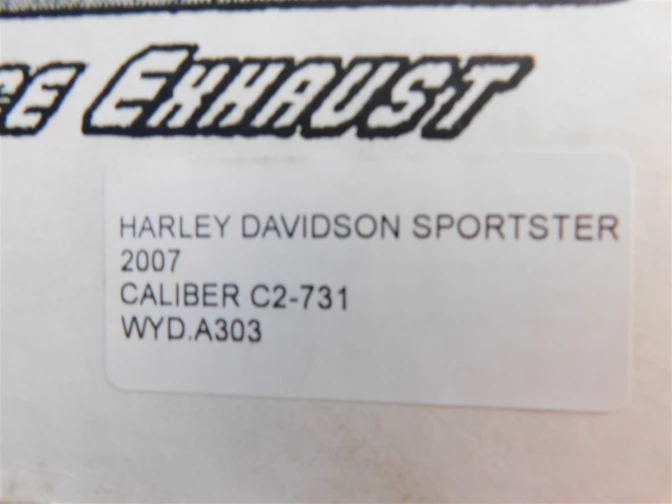 EXHAUST
HARLEY DAVIDSON SPORTSTER
2007
CALIBER C2-731
WYD.A303